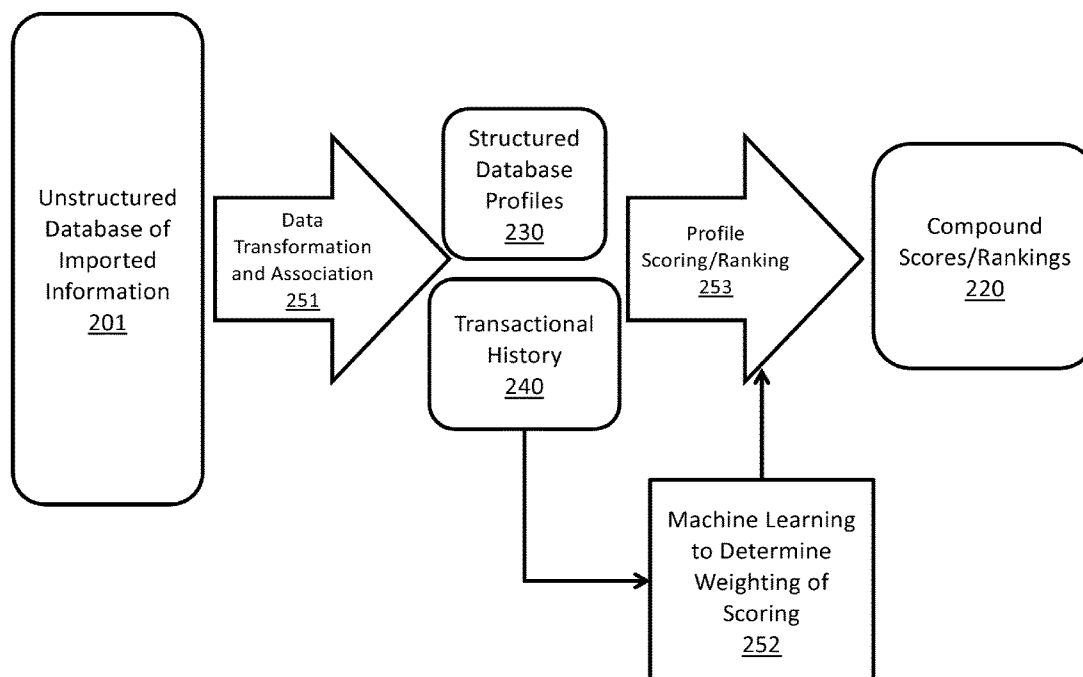 Unstructured
Database of
Imported
Information
201
Data
Transformation
and Association
251
Structured
Database
Profiles
230
Transactional
History
240
Profile
Scoring/Ranking
253
Compound
Scores/Rankings
220
Machine Learning
to Determine
Weighting of
Scoring
252